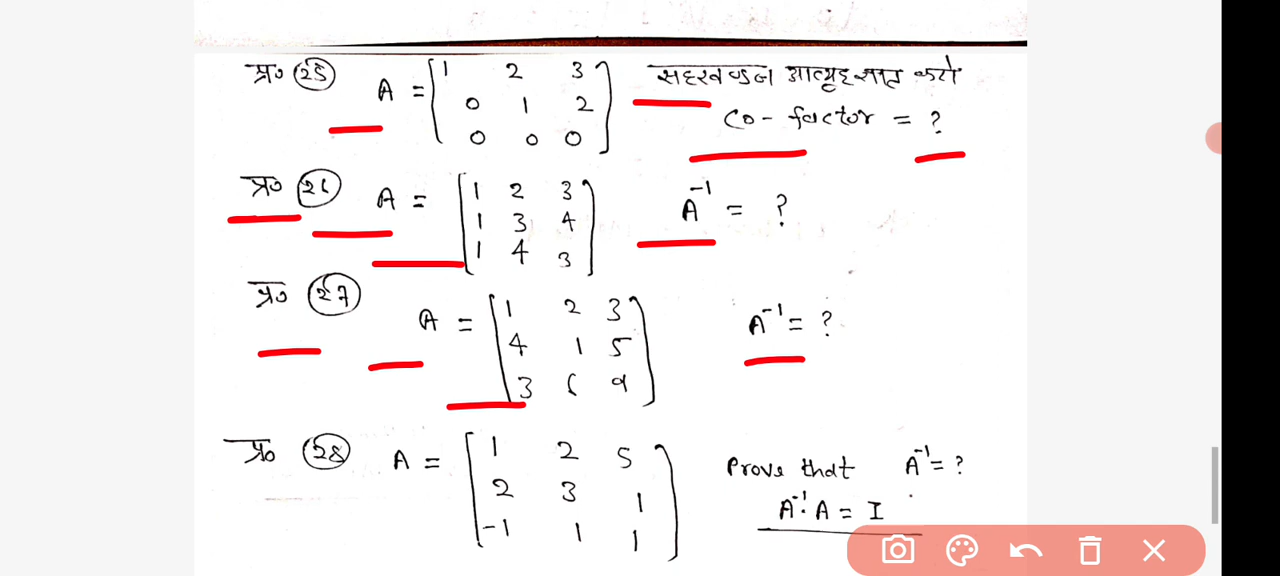 प्र० (25) A = [1 2 3 सहखण्डज आव्यूह ज्ञात करो
0 1 2 Co-factor = ?
0 0 0]
प्र० (26) A = [1 2 3 A⁻¹ = ?
1 3 4
1 4 3]
प्र० (27) A = [1 2 3 A⁻¹ = ?
4 1 5
3 6 9]
प्र० (28) A = [1 2 5 Prove that A⁻¹ = ?
2 3 1 A⁻¹·A = I
-1 1 1]